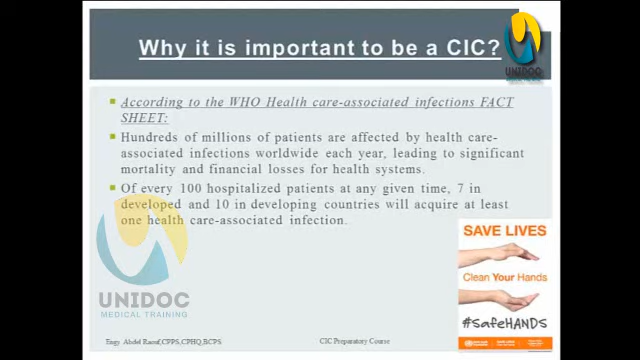 Why it is important to be a CIC?
UNIDOC
According to the WHO Health care-associated infections FACT
SHEET:
Hundreds of millions of patients are affected by health care-
associated infections worldwide each year, leading to significant
mortality and financial losses for health systems.
Of every 100 hospitalized patients at any given time, 7 in
developed and 10 in developing countries will acquire at least
one health care-associated infection.
UNIDOC
MEDICAL TRAINING
SAVE LIVES
Clean Your Hands
#SafeHANDS
Engy Abdel Raouf,CPPS,CPHQ,BCPS
CIC Preparatory Course